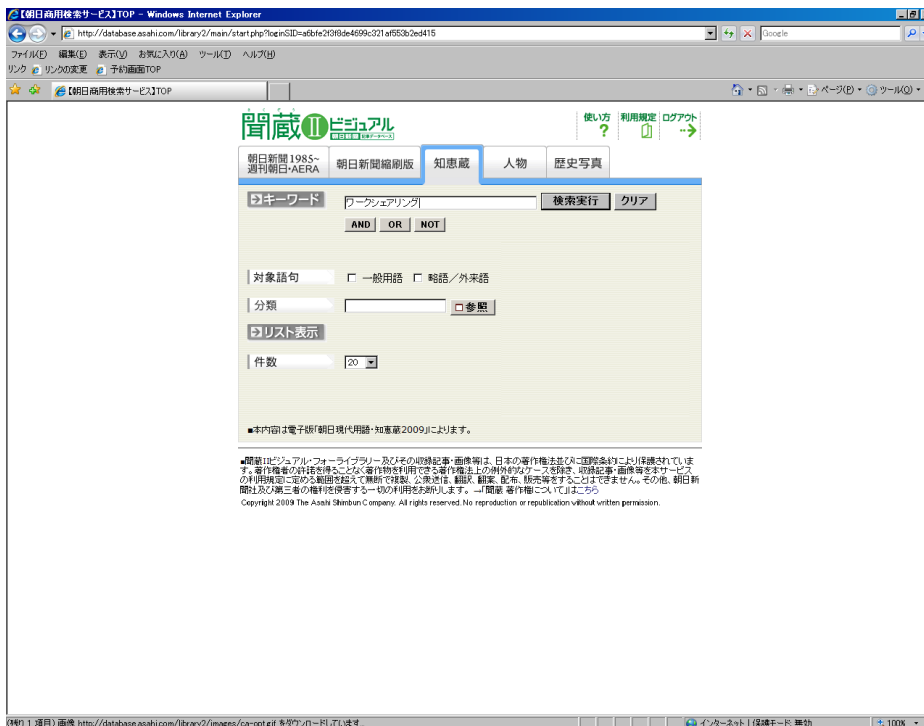 【朝日商用検索サービス】TOP - Windows Internet Explorer
http://database.asahi.com/library2/main/start.php?loginSID=a6bfe2f3f8de4699c321af553b2ed415
Google
ファイル(F) 編集(E) 表示(V) お気に入り(A) ツール(T) ヘルプ(H)
リンク リンクの変更 予約画面TOP
【朝日商用検索サービス】TOP
ページ(P) ツール(O)
きくぞう
聞蔵Ⅱビジュアル
使い方 ? 利用規定 ログアウト
朝日新聞1985~
週刊朝日・AERA
朝日新聞縮刷版 知恵蔵 人物 歴史写真
キーワード ワークシェアリング 検索実行 クリア
AND OR NOT
対象語句 一般用語 略語/外来語
分類 参照
リスト表示
件数 20
■本内容は電子版「朝日現代用語・知恵蔵2009」によります。
■聞蔵IIビジュアル・フォーライブラリー及びその収録記事・画像等は、日本の著作権法並びに国際条約により保護されていま
す。著作権者の許諾を得ることなく著作物を利用できる著作権法上の例外的なケースを除き、収録記事・画像等を本サービス
の利用規定に定める範囲を超えて無断で複製、公衆送信、翻訳、翻案、配布、販売等をすることはできません。その他、朝日新
聞社及び第三者の権利を侵害する一切の利用をお断りします。 →「聞蔵 著作権について」はこちら
Copyright 2009 The Asahi Shimbun Company. All rights reserved. No reproduction or republication without written permission.
(残り 1 項目) 画像 http://database.asahi.com/library2/images/ca-opt.gif をダウンロードしています...
インターネット | 保護モード: 無効
100%